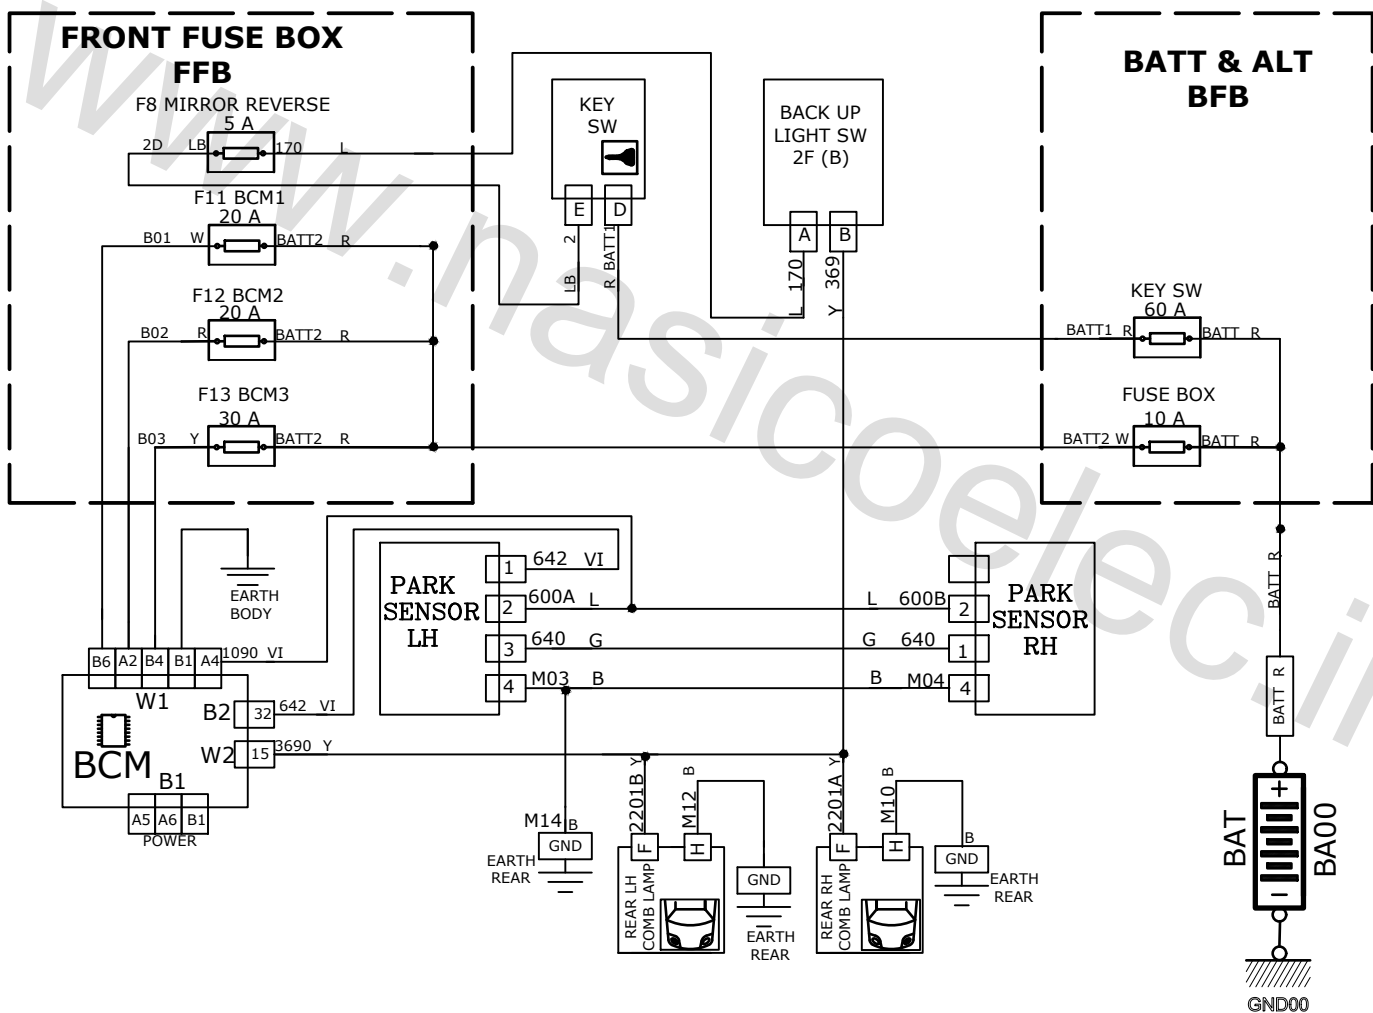 FRONT FUSE BOX
FFB
F8 MIRROR REVERSE
5 A
2D LB 170 L
F11 BCM1
20 A
B01 W BATT2 R
F12 BCM2
20 A
B02 R BATT2 R
F13 BCM3
30 A
B03 Y BATT2 R
KEY
SW
E D
2 LB
R BATT1
BACK UP
LIGHT SW
2F (B)
A B
L 170
Y 369
BATT & ALT
BFB
KEY SW
60 A
BATT1 R BATT R
FUSE BOX
10 A
BATT2 W BATT R
BATT R
BATT R
BAT
+
−
BA00
GND00
EARTH
BODY
PARK
SENSOR
LH
1 642 VI
2 600A L
3 640 G
4 M03 B
PARK
SENSOR
RH
L 600B 2
G 640 1
B M04 4
B6 A2 B4 B1 A4 1090 VI
W1
B2 32 642 VI
W2 15 3690 Y
BCM
B1
A5 A6 B1
POWER
M14 B
GND
EARTH
REAR
2201B Y
M12 B
F H
REAR LH
COMB LAMP
GND
EARTH
REAR
2201A Y
M10 B
F H
REAR RH
COMB LAMP
B
GND
EARTH
REAR
www.nasicoelec.ir